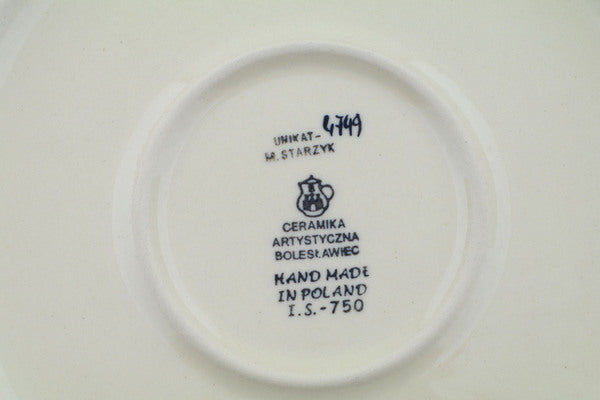 UNIKAT- 4749
M. STARZYK
CERAMIKA
ARTYSTYCZNA
BOLESŁAWIEC
HAND MADE
IN POLAND
I.S.-750